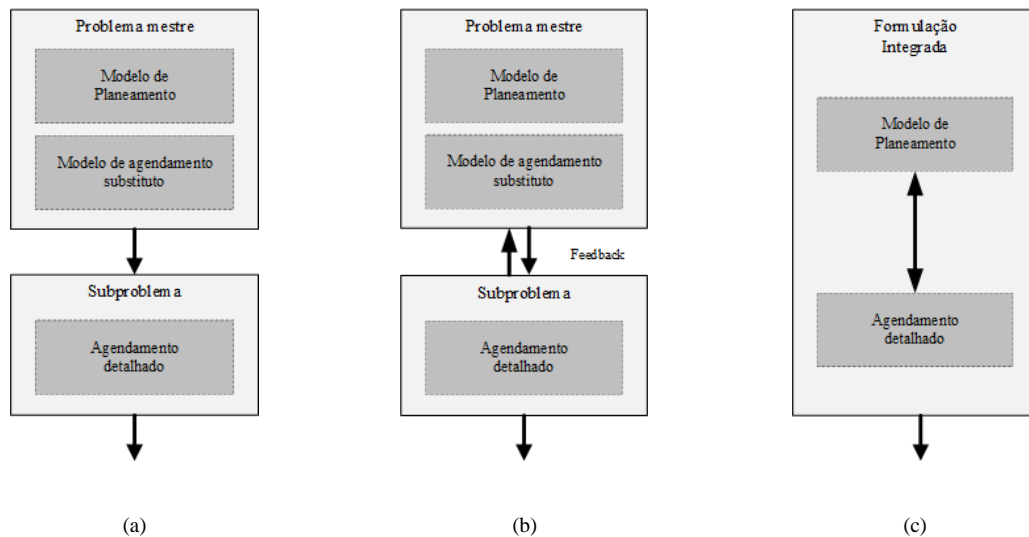 Problema mestre
Modelo de
Planeamento
Modelo de agendamento
substituto
Subproblema
Agendamento
detalhado
(a)
Problema mestre
Modelo de
Planeamento
Modelo de agendamento
substituto
Feedback
Subproblema
Agendamento
detalhado
(b)
Formulação
Integrada
Modelo de
Planeamento
Agendamento
detalhado
(c)